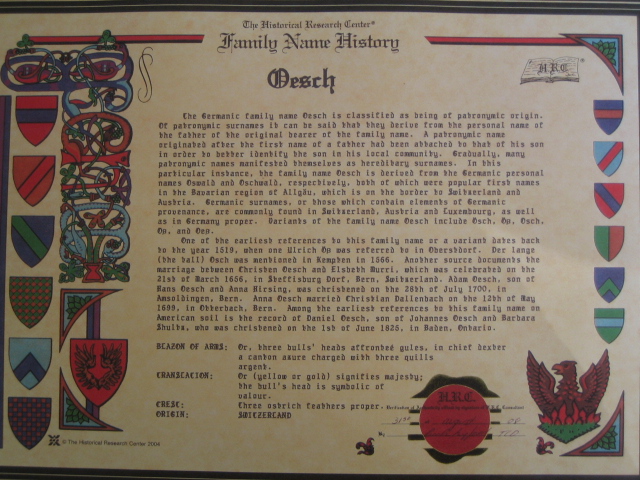 The Historical Research Center®
Family Name History
Oesch
H.R.C.
The Germanic family name Oesch is classified as being of patronymic origin.
Of patronymic surnames it can be said that they derive from the personal name of
the father of the original bearer of the family name. A patronymic name
originated after the first name of a father had been attached to that of his son
in order to better identify the son in his local community. Gradually, many
patronymic names manifested themselves as hereditary surnames. In this
particular instance, the family name Oesch is derived from the Germanic personal
names Oswald and Oschwald, respectively, both of which were popular first names
in the Bavarian region of Allgäu, which is on the border to Switzerland and
Austria. Germanic surnames, or those which contain elements of Germanic
provenance, are commonly found in Switzerland, Austria and Luxembourg, as well
as in Germany proper. Variants of the family name Oesch include Osch,
One of the earliest references to this family name or a variant dates back
to the year 1519, when one Ulrich was referred to in Oberstdorf. Der lange
(the tall) Osch was mentioned in Kempten in 1566. Another source documents the
marriage between Christen Oesch and Elsbeth Murri, which was celebrated on the
21st of March 1656, in Steffisburg Dorf, Bern, Switzerland. Adam Oesch, son of
Hans Oesch and Anna Hirsig, was christened on the 28th of July 1700, in
Amsoldingen, Bern. Anna Oesch married Christian Dallenbach on the 12th of May
1699, in Otterbach, Bern. Among the earliest references to this family name on
American soil is the record of Daniel Oesch, son of Johannes Oesch and Barbara
Shultz, who was christened on the 1st of June 1825, in Baden, Ontario.
BLAZON OF ARMS: Or, three bulls' heads affronteé gules, in chief dexter
a canton azure charged with three quills
argent.
TRANSLATION: Or (yellow or gold) signifies majesty;
the bull's head is symbolic of
valour.
CREST: Three ostrich feathers proper.
ORIGIN: SWITZERLAND
H.R.C.
By
© The Historical Research Center 2004